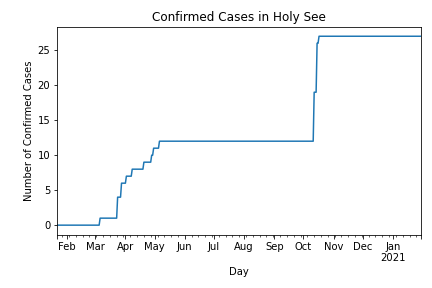 Confirmed Cases in Holy See
Number of Confirmed Cases
25
20
15
10
5
0
Feb Mar Apr May Jun Jul Aug Sep Oct Nov Dec Jan
2021
Day